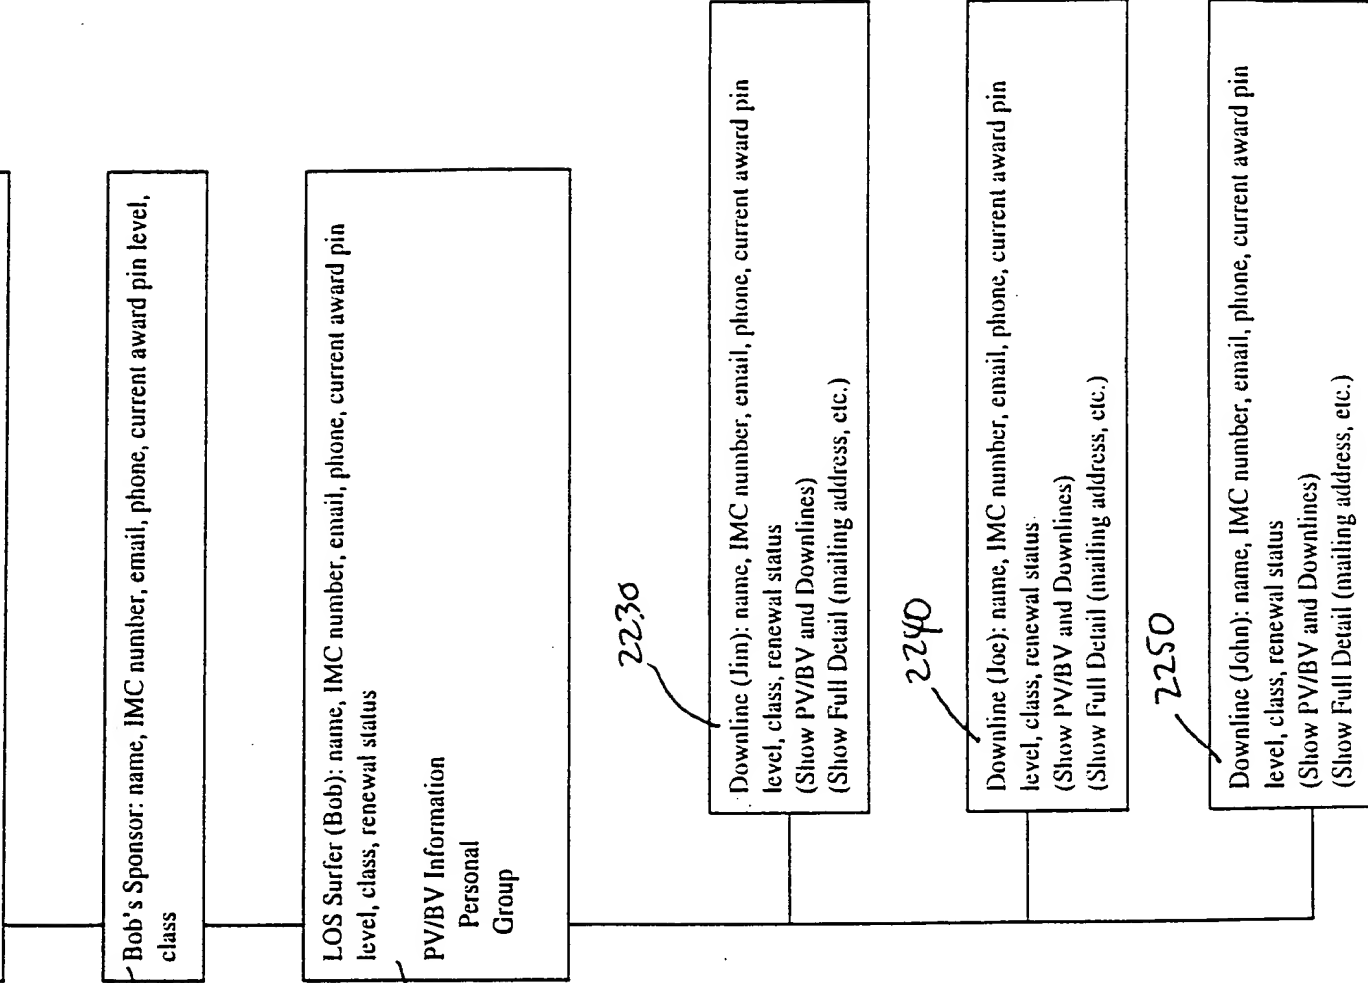 Bob's Sponsor: name, IMC number, email, phone, current award pin level,
class
LOS Surfer (Bob): name, IMC number, email, phone, current award pin
level, class, renewal status
PV/BV Information
Personal
Group
2230
Downline (Jim): name, IMC number, email, phone, current award pin
level, class, renewal status
(Show PV/BV and Downlines)
(Show Full Detail (mailing address, etc.)
2240
Downline (Joe): name, IMC number, email, phone, current award pin
level, class, renewal status
(Show PV/BV and Downlines)
(Show Full Detail (mailing address, etc.)
2250
Downline (John): name, IMC number, email, phone, current award pin
level, class, renewal status
(Show PV/BV and Downlines)
(Show Full Detail (mailing address, etc.)